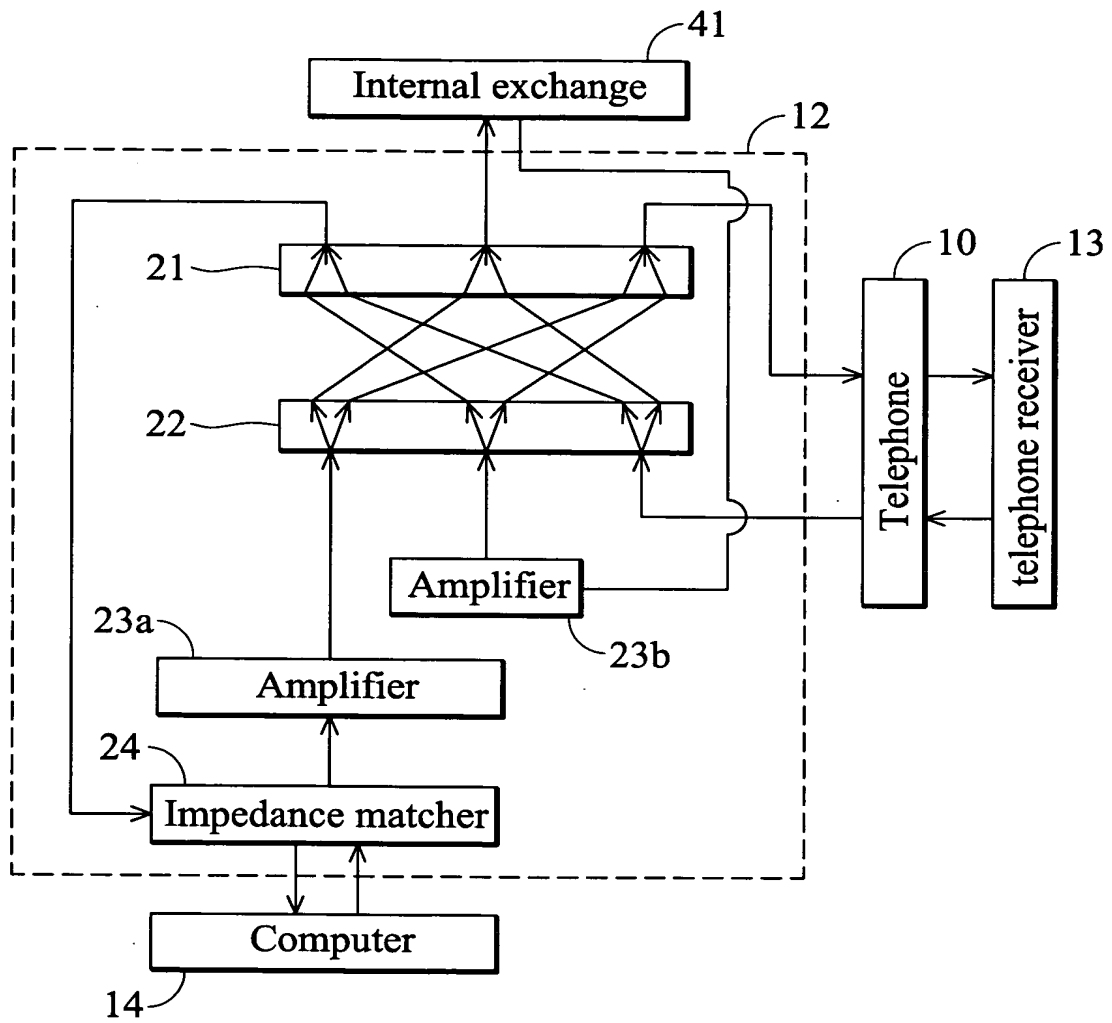 41
Internal exchange
12
21
10
13
Telephone
telephone receiver
22
Amplifier
23a
23b
Amplifier
24
Impedance matcher
Computer
14